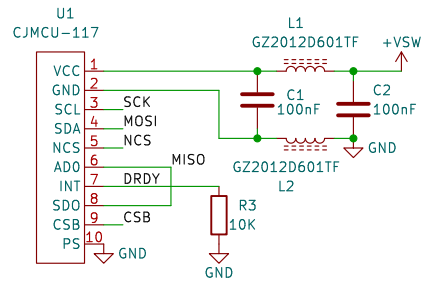 U1
CJMCU-117
VCC 1
GND 2
SCL 3 SCK
SDA 4 MOSI
NCS 5 NCS
AD0 6 MISO
INT 7 DRDY
SDO 8
CSB 9 CSB
PS 10 GND
L1
GZ2012D601TF
+VSW
C1
100nF
C2
100nF
GND
GZ2012D601TF
L2
R3
10K
GND